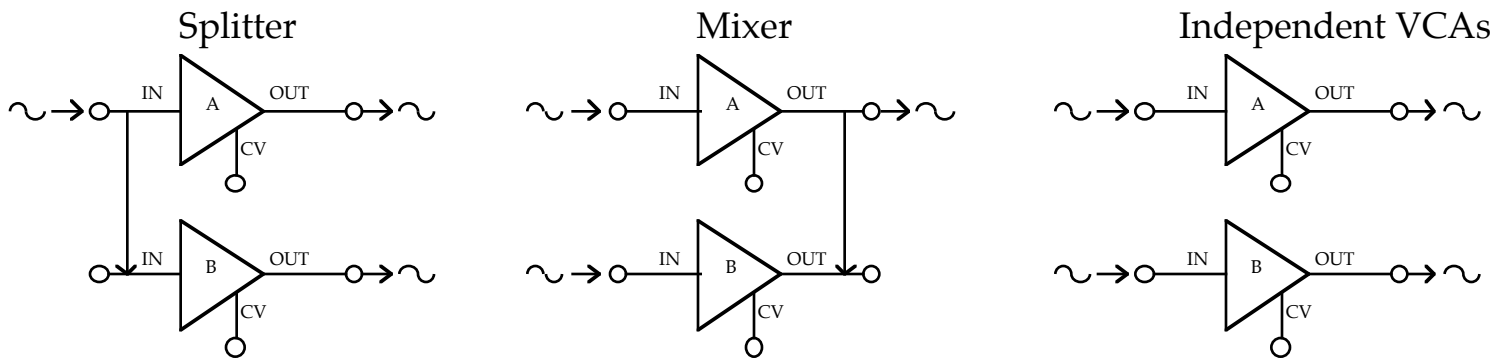 Splitter
IN A OUT
CV
IN B OUT
CV
Mixer
IN A OUT
CV
IN B OUT
CV
Independent VCAs
IN A OUT
CV
IN B OUT
CV